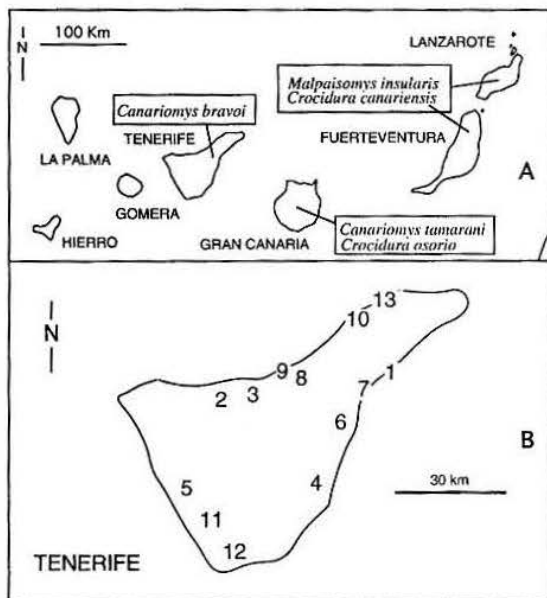 N
100 Km
LANZAROTE
Malpaisomys insularis
Crocidura canariensis
Canariomys bravoi
TENERIFE
FUERTEVENTURA
LA PALMA
A
GOMERA
Canariomys tamarani
Crocidura osorio
HIERRO
GRAN CANARIA
N
13
10
9
8
1
7
2
3
6
B
5
4
30 km
11
12
TENERIFE